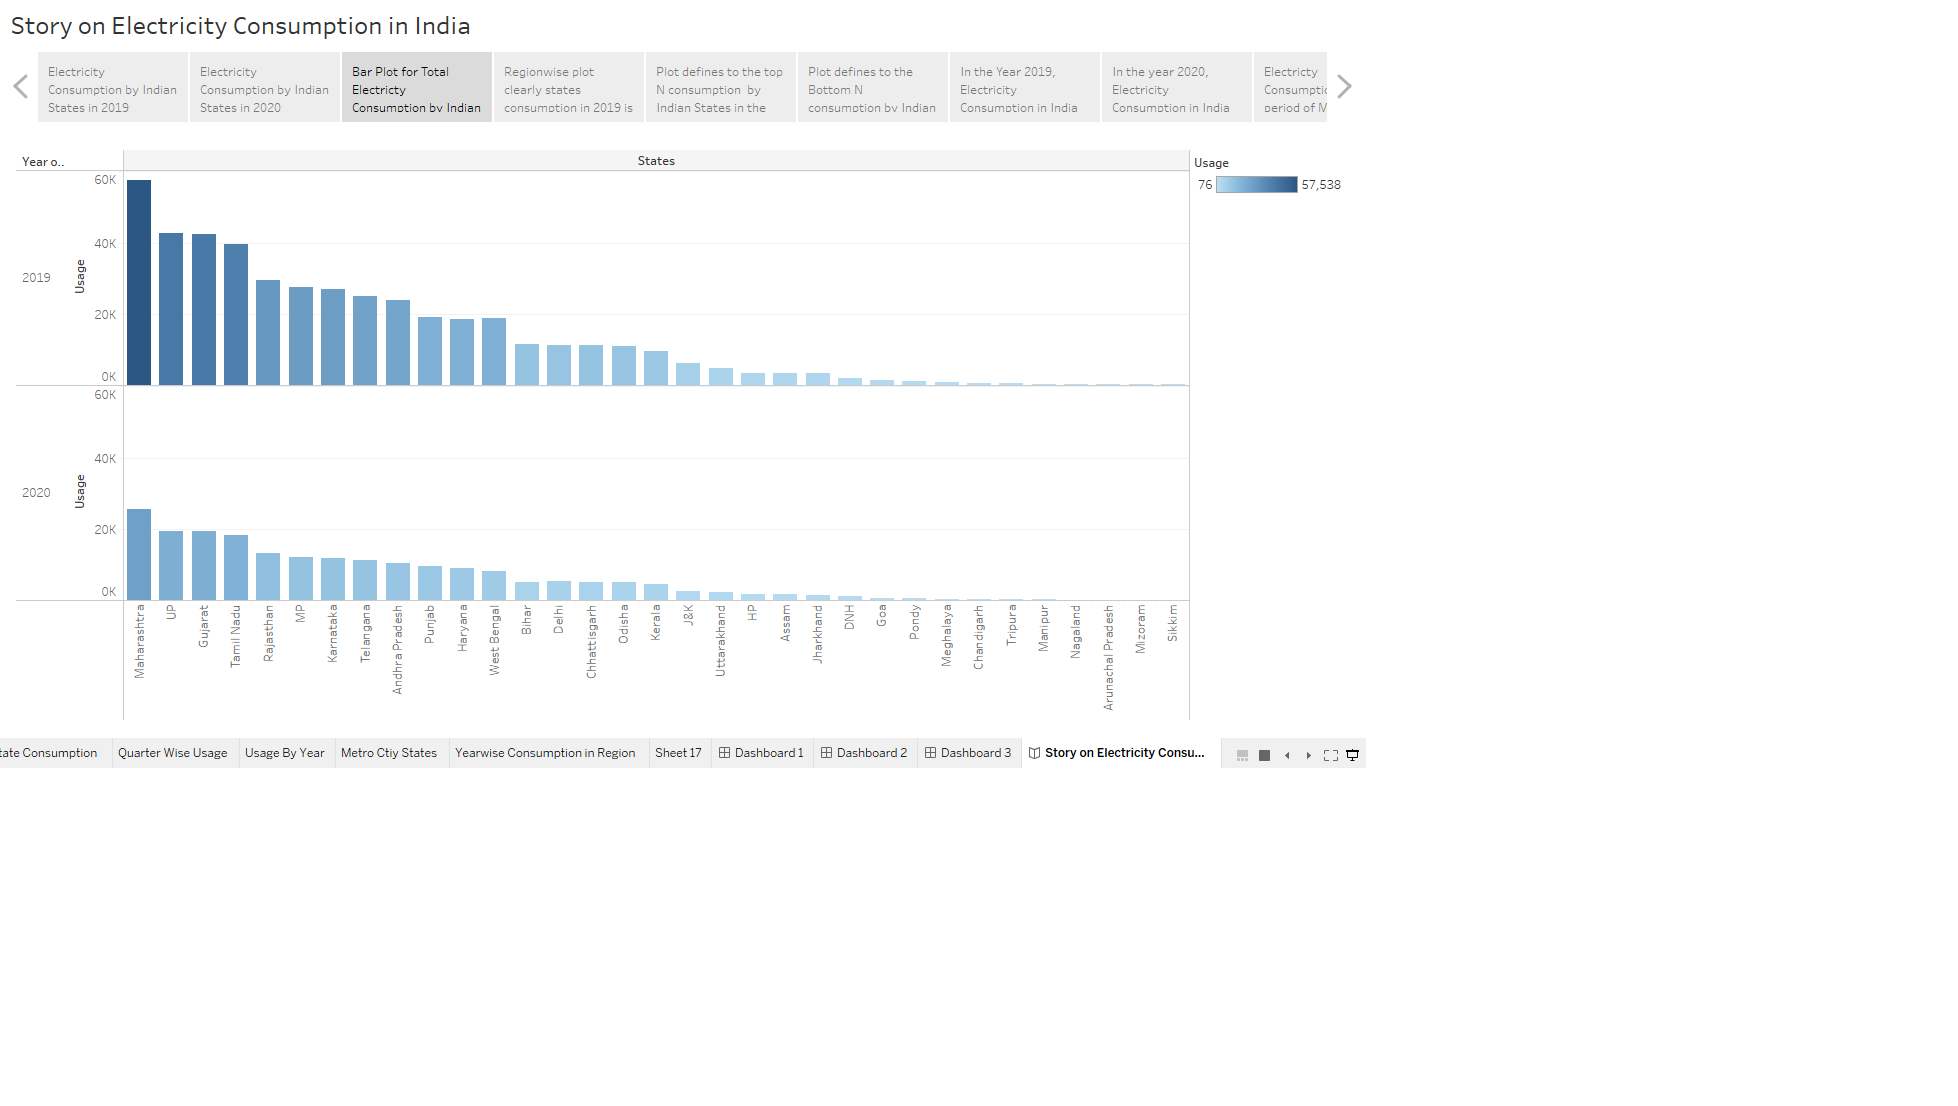 Story on Electricity Consumption in India
Electricity
Consumption by Indian
States in 2019
Electricity
Consumption by Indian
States in 2020
Bar Plot for Total
Electricty
Consumption by Indian
Regionwise plot
clearly states
consumption in 2019 is
Plot defines to the top
N consumption by
Indian States in the
Plot defines to the
Bottom N
consumption by Indian
In the Year 2019,
Electricity
Consumption in India
In the year 2020,
Electricity
Consumption in India
Electricty
Consumptic
period of M
Year o..
States
Usage
76
57,538
2019
Usage
60K
40K
20K
0K
2020
Usage
60K
40K
20K
0K
Maharashtra
UP
Gujarat
Tamil Nadu
Rajasthan
MP
Karnataka
Telangana
Andhra Pradesh
Punjab
Haryana
West Bengal
Bihar
Delhi
Chhattisgarh
Odisha
Kerala
J&K
Uttarakhand
HP
Assam
Jharkhand
DNH
Goa
Pondy
Meghalaya
Chandigarh
Tripura
Manipur
Nagaland
Arunachal Pradesh
Mizoram
Sikkim
tate Consumption
Quarter Wise Usage
Usage By Year
Metro Ctiy States
Yearwise Consumption in Region
Sheet 17
Dashboard 1
Dashboard 2
Dashboard 3
Story on Electricity Consu...